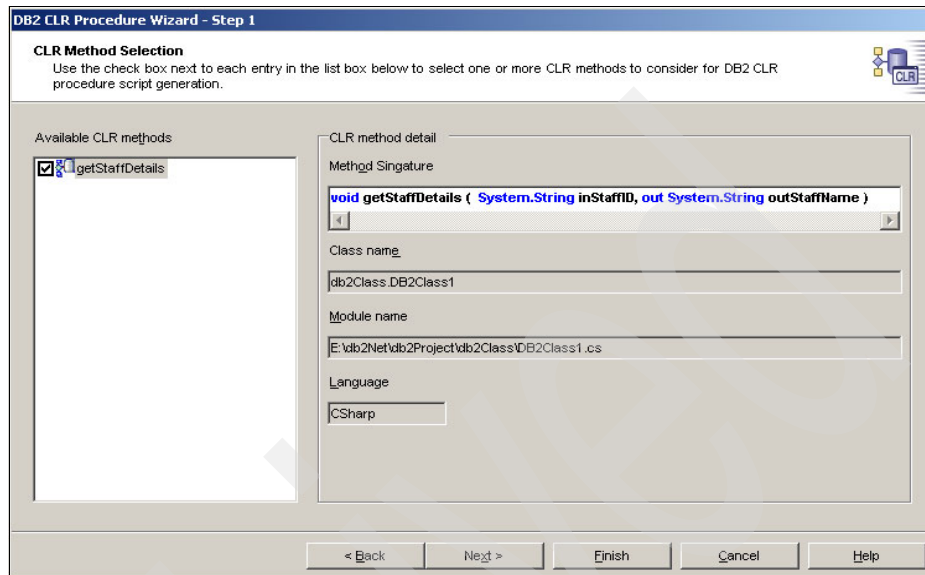 DB2 CLR Procedure Wizard - Step 1
CLR Method Selection
Use the check box next to each entry in the list box below to select one or more CLR methods to consider for DB2 CLR
procedure script generation.
CLR
Available CLR methods
getStaffDetails
CLR method detail
Method Singature
void getStaffDetails ( System.String inStaffID, out System.String outStaffName )
Class name
db2Class.DB2Class1
Module name
E:\db2Net\db2Project\db2Class\DB2Class1.cs
Language
CSharp
< Back
Next >
Finish
Cancel
Help